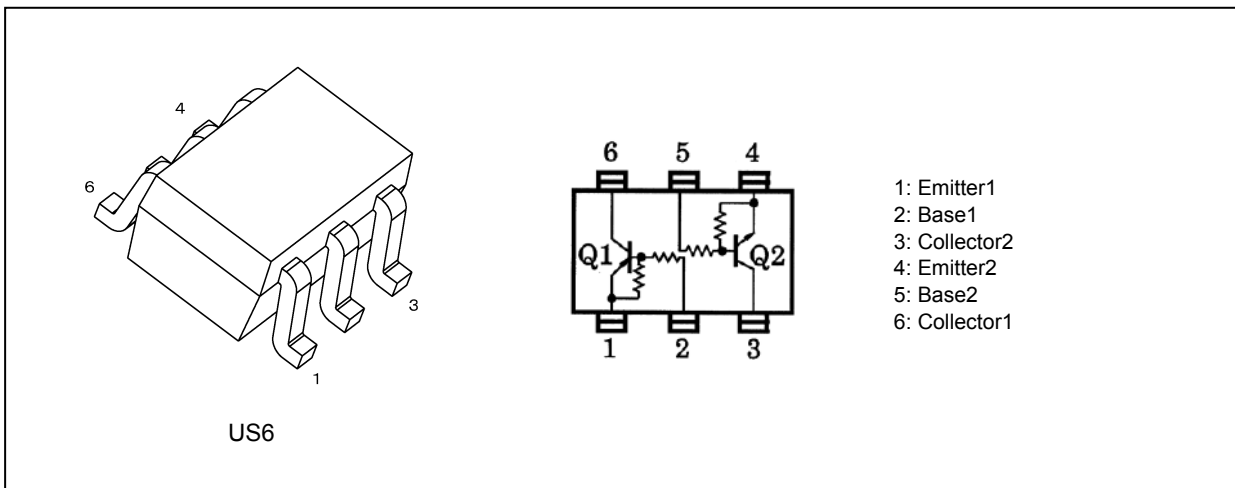 4
6
3
1
US6
6 5 4
Q1 Q2
1 2 3
1: Emitter1
2: Base1
3: Collector2
4: Emitter2
5: Base2
6: Collector1